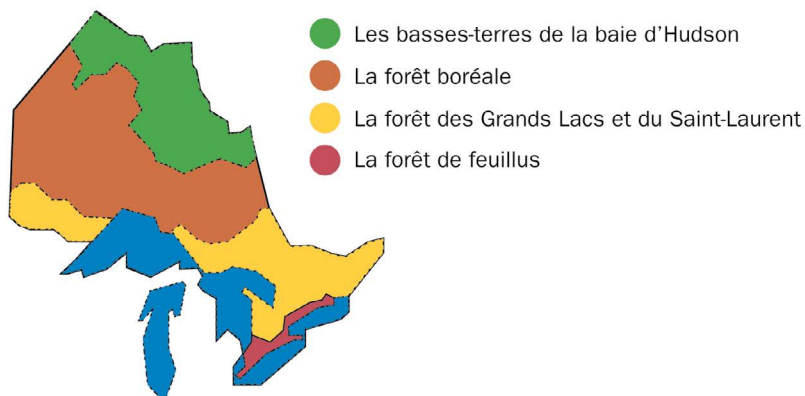 Les basses-terres de la baie d'Hudson
La forêt boréale
La forêt des Grands Lacs et du Saint-Laurent
La forêt de feuillus